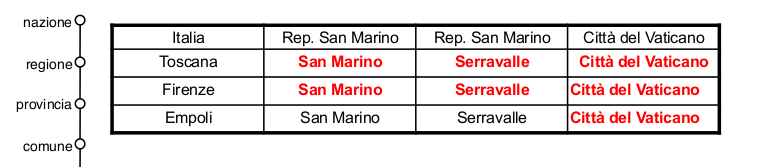 nazione
Italia Rep. San Marino Rep. San Marino Città del Vaticano
regione
Toscana San Marino Serravalle Città del Vaticano
provincia
Firenze San Marino Serravalle Città del Vaticano
comune
Empoli San Marino Serravalle Città del Vaticano